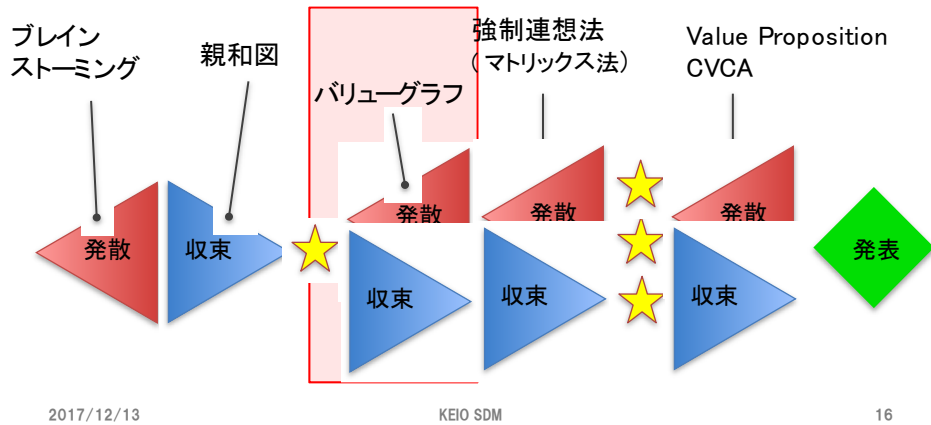 ブレイン
ストーミング
親和図
バリューグラフ
強制連想法
(マトリックス法)
Value Proposition
CVCA
発散
収束
発散
収束
発散
収束
発散
収束
発表
2017/12/13
KEIO SDM
16